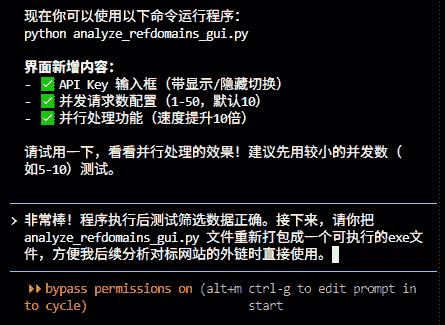 现在你可以使用以下命令运行程序：
python analyze_refdomains_gui.py
界面新增内容：
- ✅ API Key 输入框（带显示/隐藏切换）
- ✅ 并发请求数配置（1-50，默认10）
- ✅ 并行处理功能（速度提升10倍）
请试用一下，看看并行处理的效果！建议先用较小的并发数（
如5-10）测试。
> 非常棒！程序执行后测试筛选数据正确。接下来，请你把
analyze_refdomains_gui.py 文件重新打包成一个可执行的exe文
件，方便我后续分析对标网站的外链时直接使用。
⏵⏵ bypass permissions on (alt+m ctrl-g to edit prompt in
to cycle) start